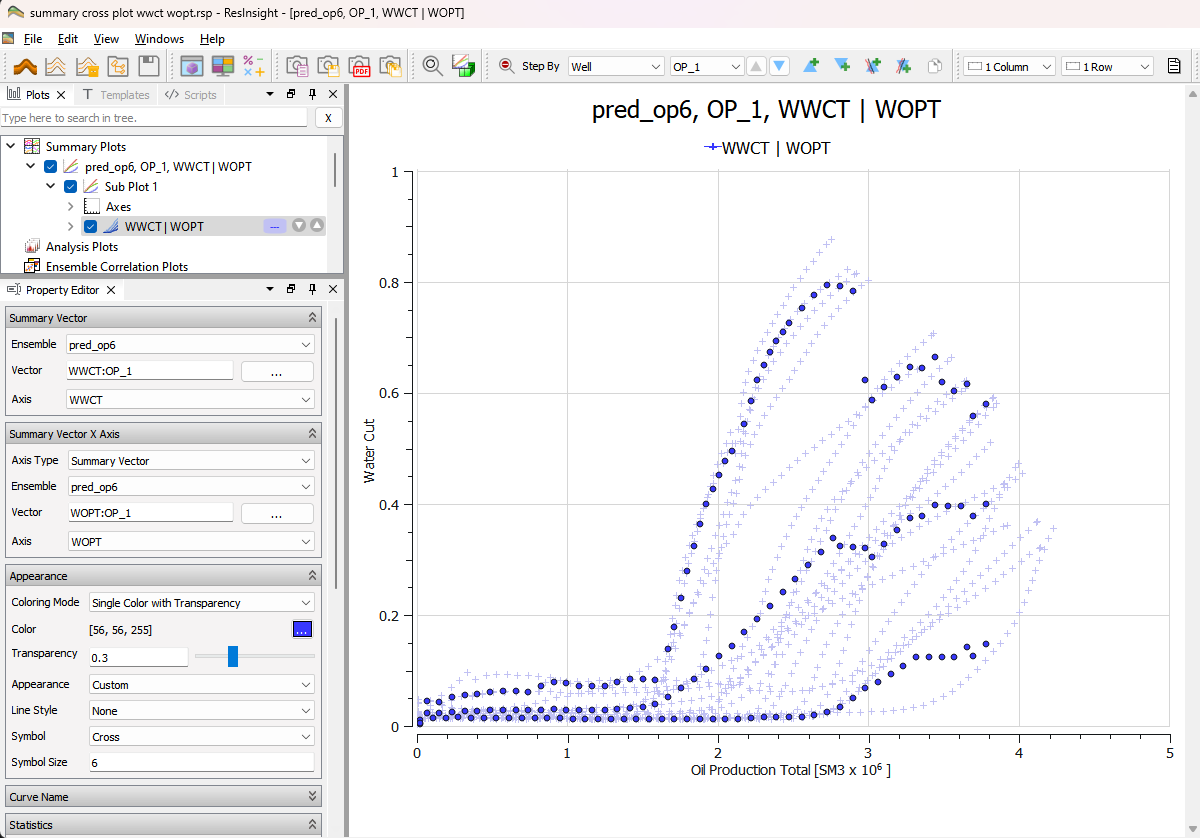 summary cross plot wwct wopt.rsp - ResInsight - [pred_op6, OP_1, WWCT | WOPT]
File Edit View Windows Help
PDF Step By Well OP_1 1 Column 1 Row
Plots Templates Scripts
Type here to search in tree. X
Summary Plots
pred_op6, OP_1, WWCT | WOPT
Sub Plot 1
Axes
WWCT | WOPT ---
Analysis Plots
Ensemble Correlation Plots
Property Editor
Summary Vector
Ensemble pred_op6
Vector WWCT:OP_1 ...
Axis WWCT
Summary Vector X Axis
Axis Type Summary Vector
Ensemble pred_op6
Vector WOPT:OP_1 ...
Axis WOPT
Appearance
Coloring Mode Single Color with Transparency
Color [56, 56, 255] ...
Transparency 0.3
Appearance Custom
Line Style None
Symbol Cross
Symbol Size 6
Curve Name
Statistics
pred_op6, OP_1, WWCT | WOPT
WWCT | WOPT
1
0.8
0.6
0.4
0.2
0
Water Cut
0 1 2 3 4 5
Oil Production Total [SM3 x 10⁶ ]